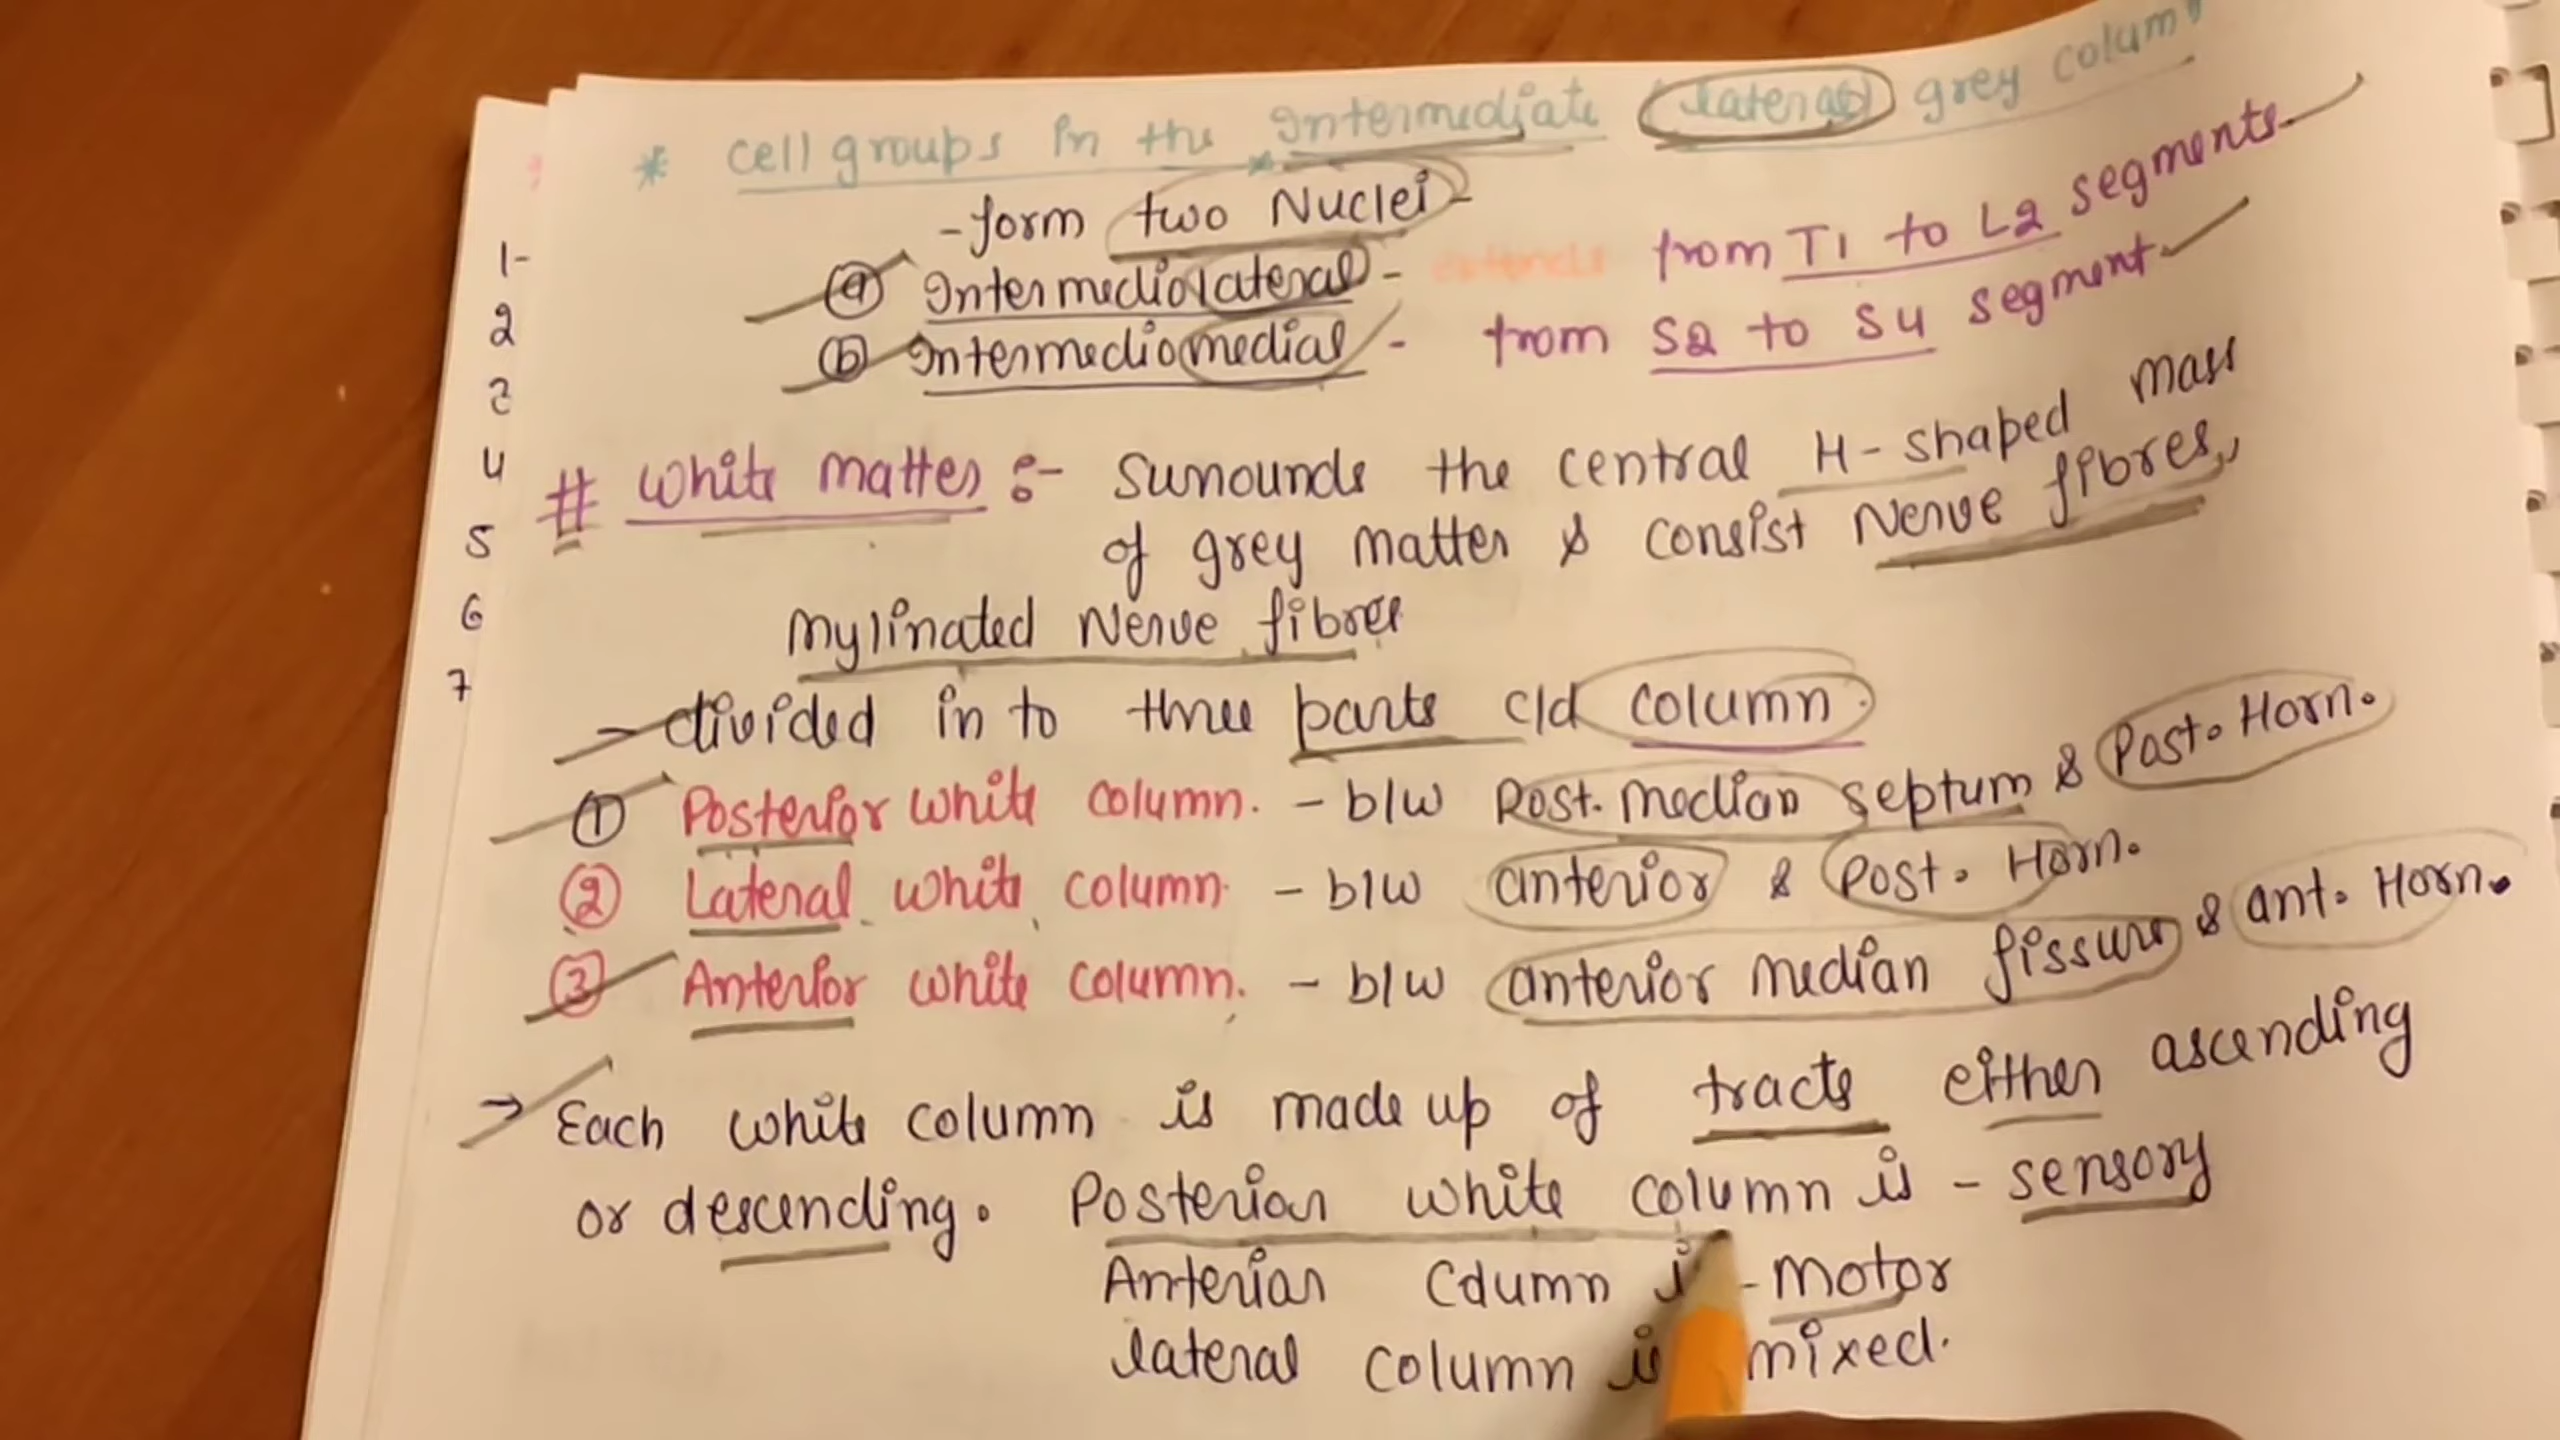 * cell groups in the Intermediate (lateral) grey column
- form two Nuclei -
(a) Intermediolateral - extends from T1 to L2 segments
(b) Intermediomedial - from S2 to S4 segment
1-
2
3
4
5
6
7
# White matter :- Surrounds the central H-shaped mass
of grey matter & consist Nerve fibres,
mylinated Nerve fibres
- divided in to three parts c/d column.
① Posterior white column. - b/w Post. median septum & Post. Horn.
② Lateral white column - b/w anterior & Post. Horn.
③ Anterior white column. - b/w anterior median fissure & ant. Horn.
→ Each white column is made up of tracts either ascending
or descending. Posterior white column is - sensory
Anterior Column is - motor
lateral column is mixed.